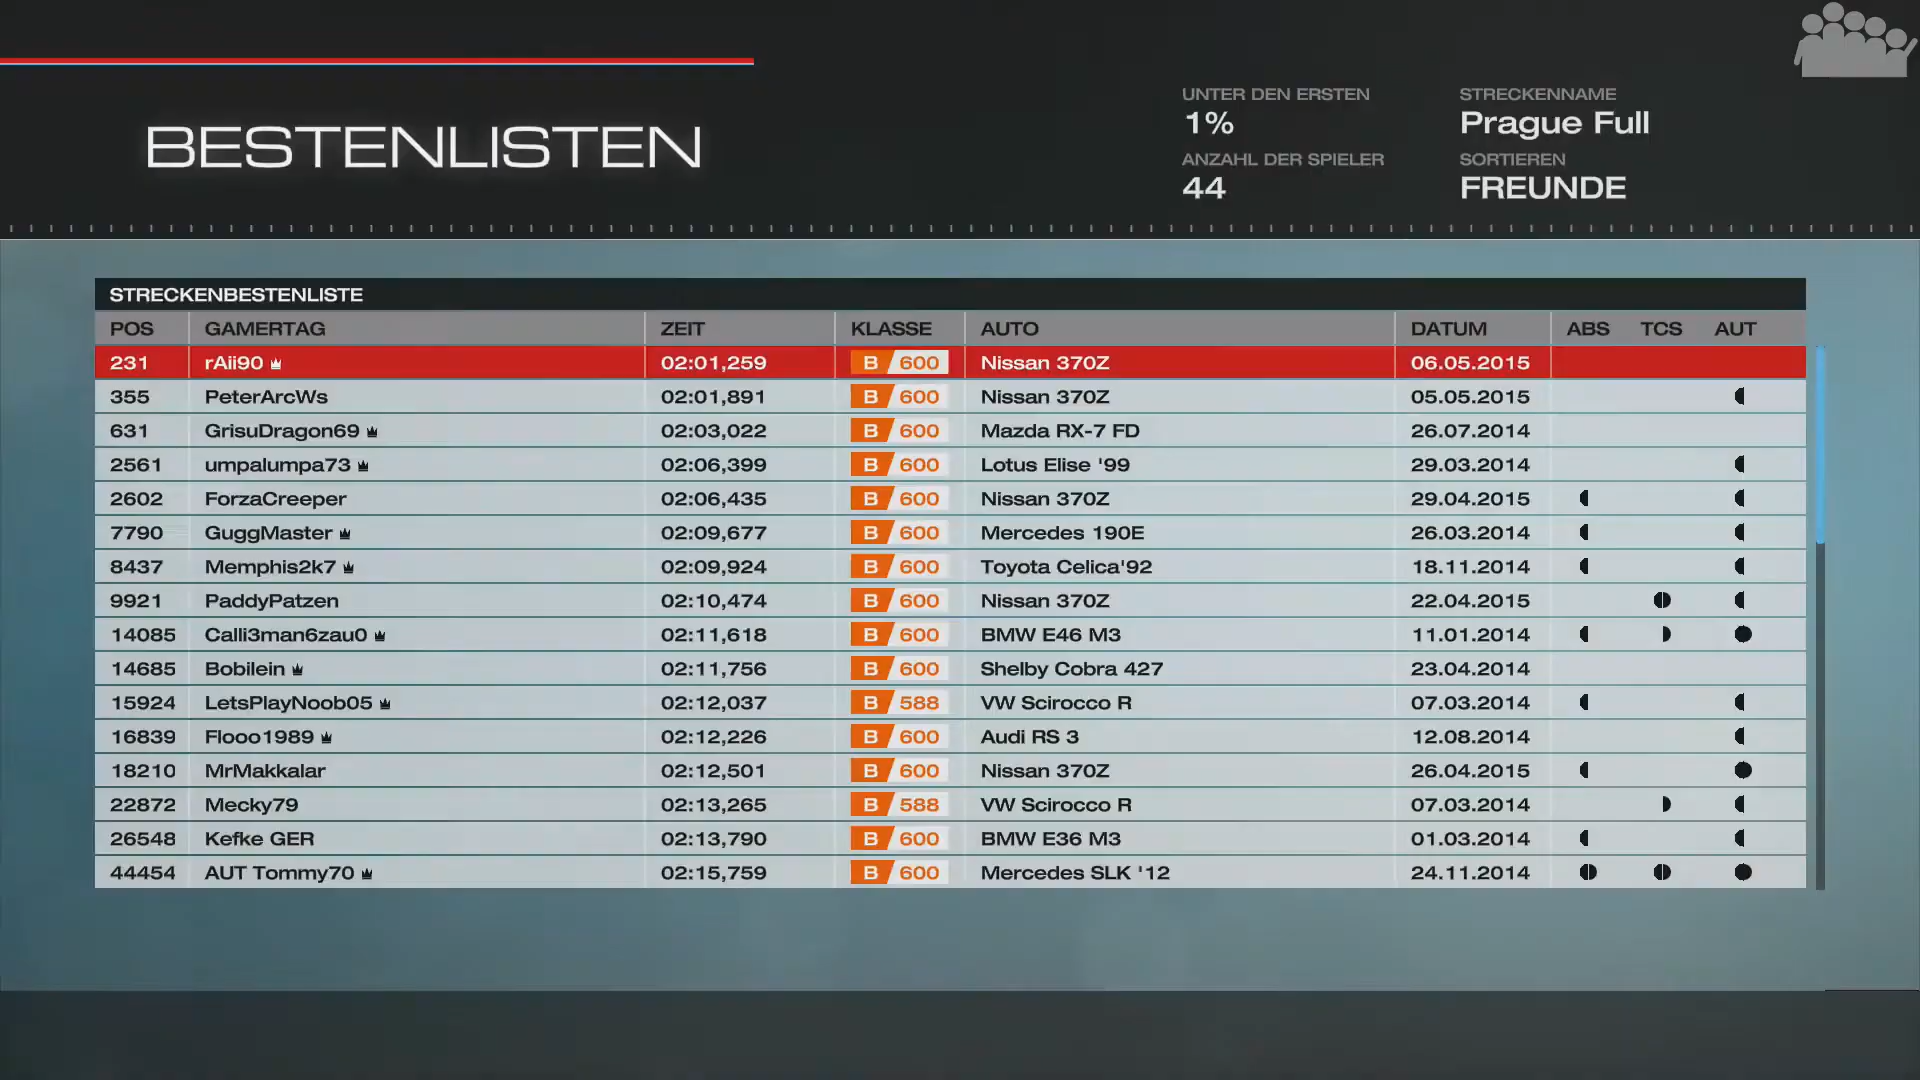 BESTENLISTEN
UNTER DEN ERSTEN
1%
ANZAHL DER SPIELER
44
STRECKENNAME
Prague Full
SORTIEREN
FREUNDE
STRECKENBESTENLISTE
POS GAMERTAG ZEIT KLASSE AUTO DATUM ABS TCS AUT
231 rAii90 02:01,259 B 600 Nissan 370Z 06.05.2015
355 PeterArcWs 02:01,891 B 600 Nissan 370Z 05.05.2015
631 GrisuDragon69 02:03,022 B 600 Mazda RX-7 FD 26.07.2014
2561 umpalumpa73 02:06,399 B 600 Lotus Elise '99 29.03.2014
2602 ForzaCreeper 02:06,435 B 600 Nissan 370Z 29.04.2015
7790 GuggMaster 02:09,677 B 600 Mercedes 190E 26.03.2014
8437 Memphis2k7 02:09,924 B 600 Toyota Celica'92 18.11.2014
9921 PaddyPatzen 02:10,474 B 600 Nissan 370Z 22.04.2015
14085 Calli3man6zau0 02:11,618 B 600 BMW E46 M3 11.01.2014
14685 Bobilein 02:11,756 B 600 Shelby Cobra 427 23.04.2014
15924 LetsPlayNoob05 02:12,037 B 588 VW Scirocco R 07.03.2014
16839 Flooo1989 02:12,226 B 600 Audi RS 3 12.08.2014
18210 MrMakkalar 02:12,501 B 600 Nissan 370Z 26.04.2015
22872 Mecky79 02:13,265 B 588 VW Scirocco R 07.03.2014
26548 Kefke GER 02:13,790 B 600 BMW E36 M3 01.03.2014
44454 AUT Tommy70 02:15,759 B 600 Mercedes SLK '12 24.11.2014